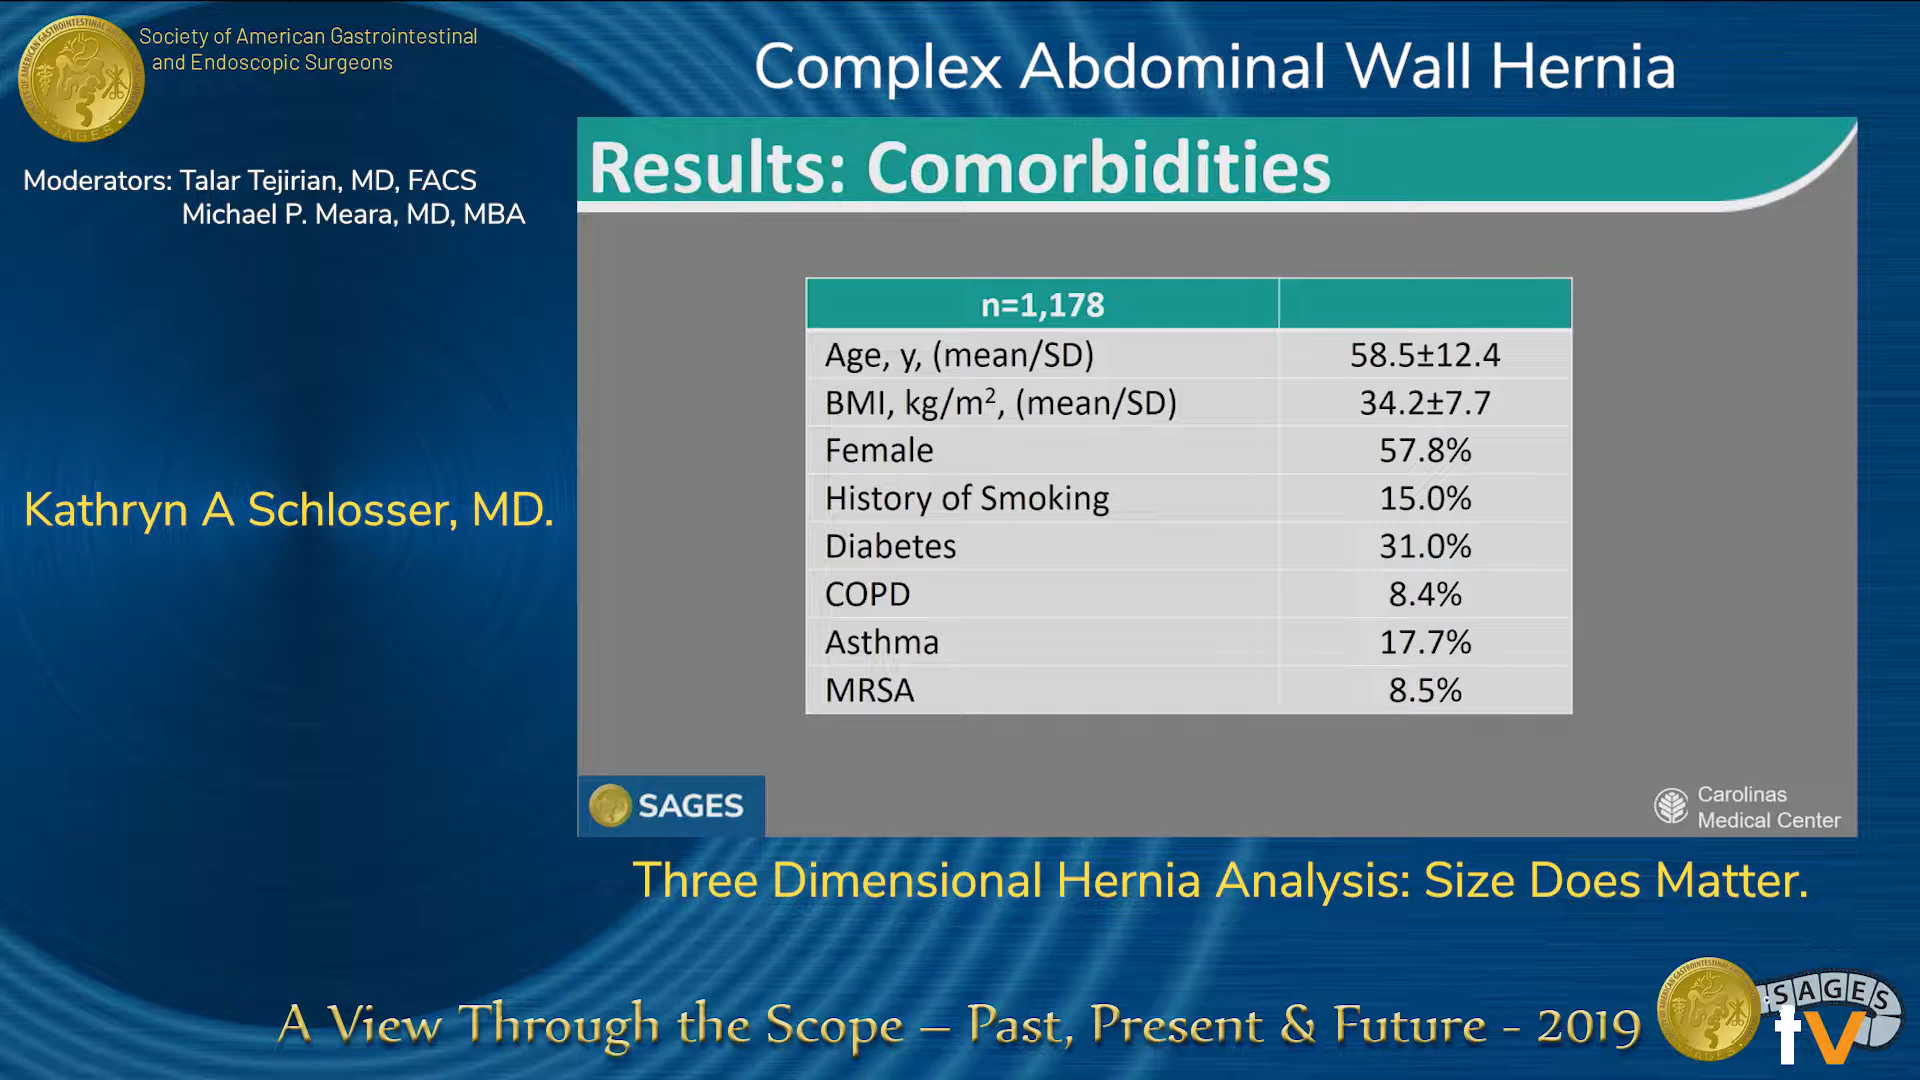 Society of American Gastrointestinal
and Endoscopic Surgeons
Complex Abdominal Wall Hernia
Moderators: Talar Tejirian, MD, FACS
Michael P. Meara, MD, MBA
Kathryn A Schlosser, MD.
Results: Comorbidities
n=1,178
Age, y, (mean/SD) 58.5±12.4
BMI, kg/m², (mean/SD) 34.2±7.7
Female 57.8%
History of Smoking 15.0%
Diabetes 31.0%
COPD 8.4%
Asthma 17.7%
MRSA 8.5%
SAGES
Carolinas
Medical Center
Three Dimensional Hernia Analysis: Size Does Matter.
A View Through the Scope – Past, Present & Future - 2019
SAGES
tv